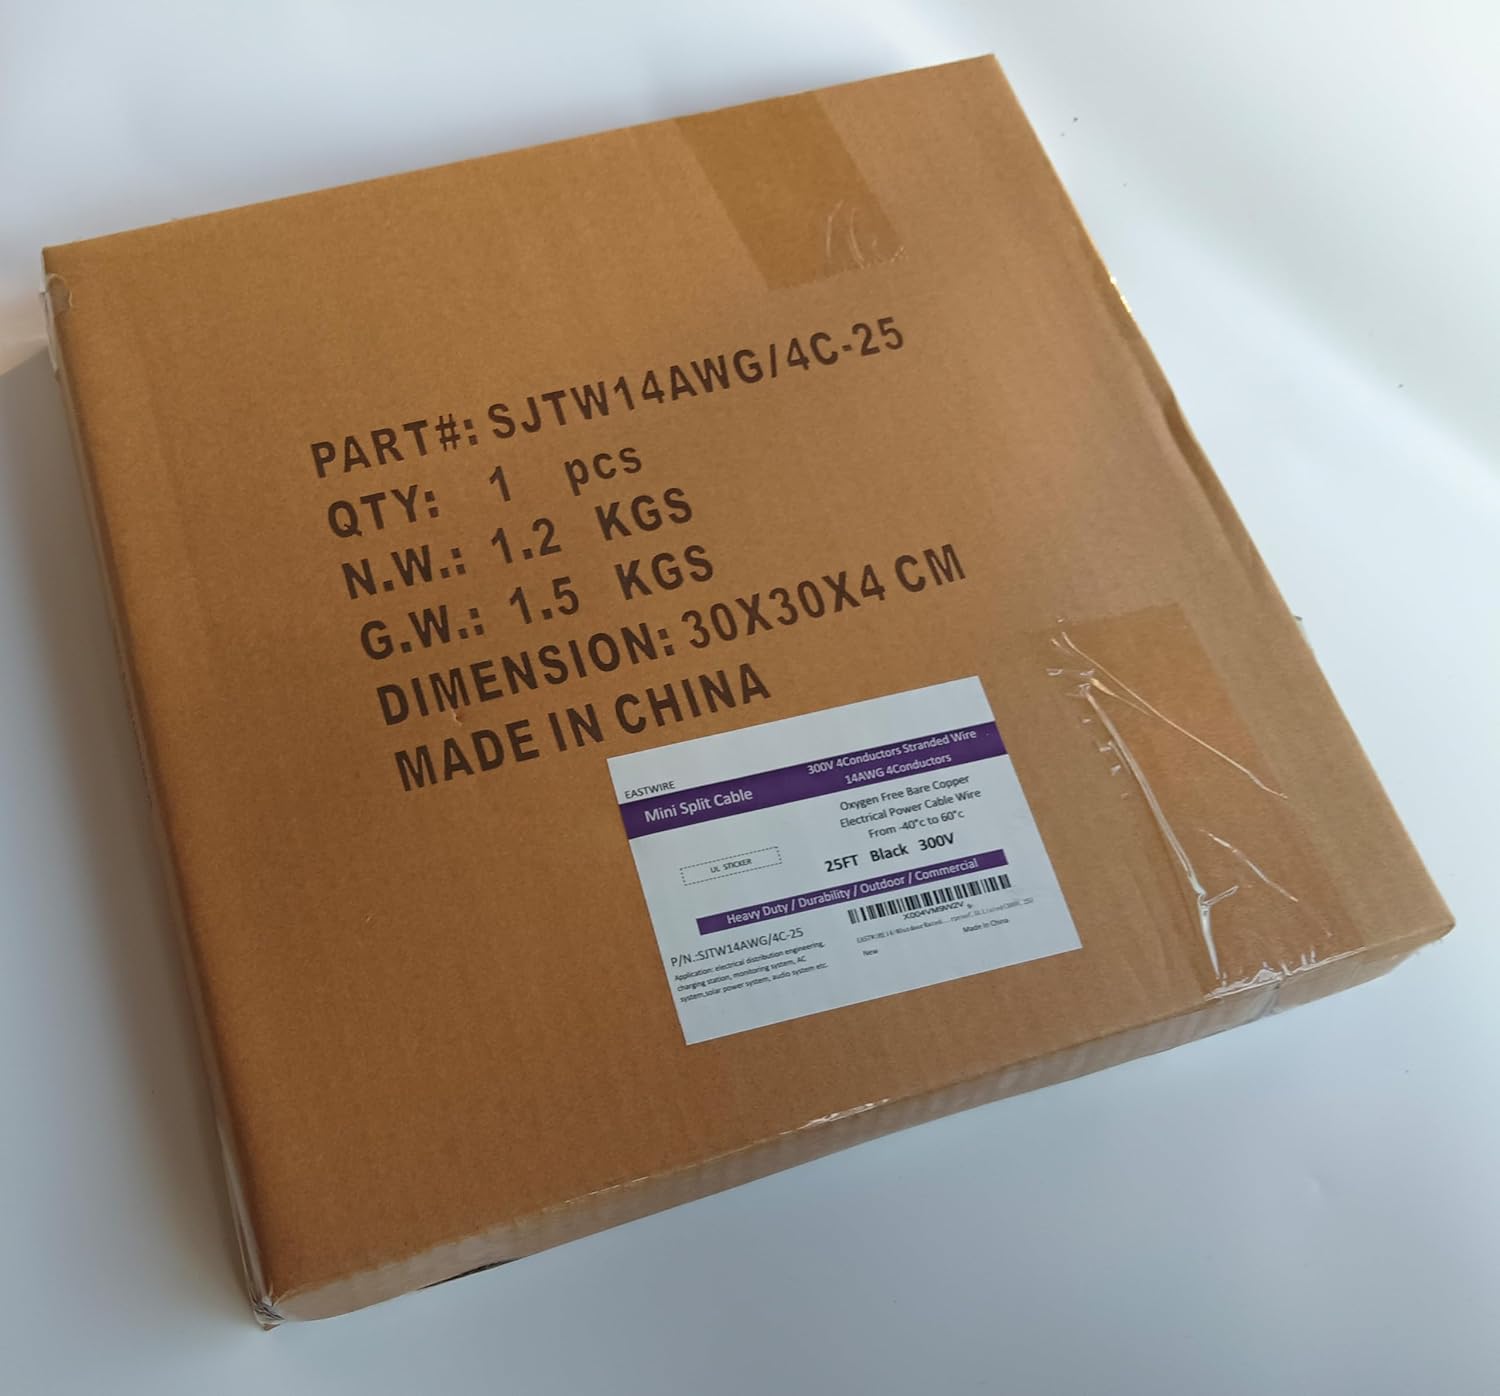 PART#: SJTW14AWG/4C-25
QTY: 1 pcs
N.W.: 1.2 KGS
G.W.: 1.5 KGS
DIMENSION: 30X30X4 CM
MADE IN CHINA
EASTWIRE
Mini Split Cable
300V 4Conductors Stranded Wire
14AWG 4Conductors
Oxygen Free Bare Copper
Electrical Power Cable Wire
From -40°c to 60°c
25FT Black 300V
UL STICKER
Heavy Duty / Durability / Outdoor / Commercial
P/N.:SJTW14AWG/4C-25
Application: electrical distribution engineering,
charging station, monitoring system, AC
system,solar power system, audio system etc.
New
Made in China